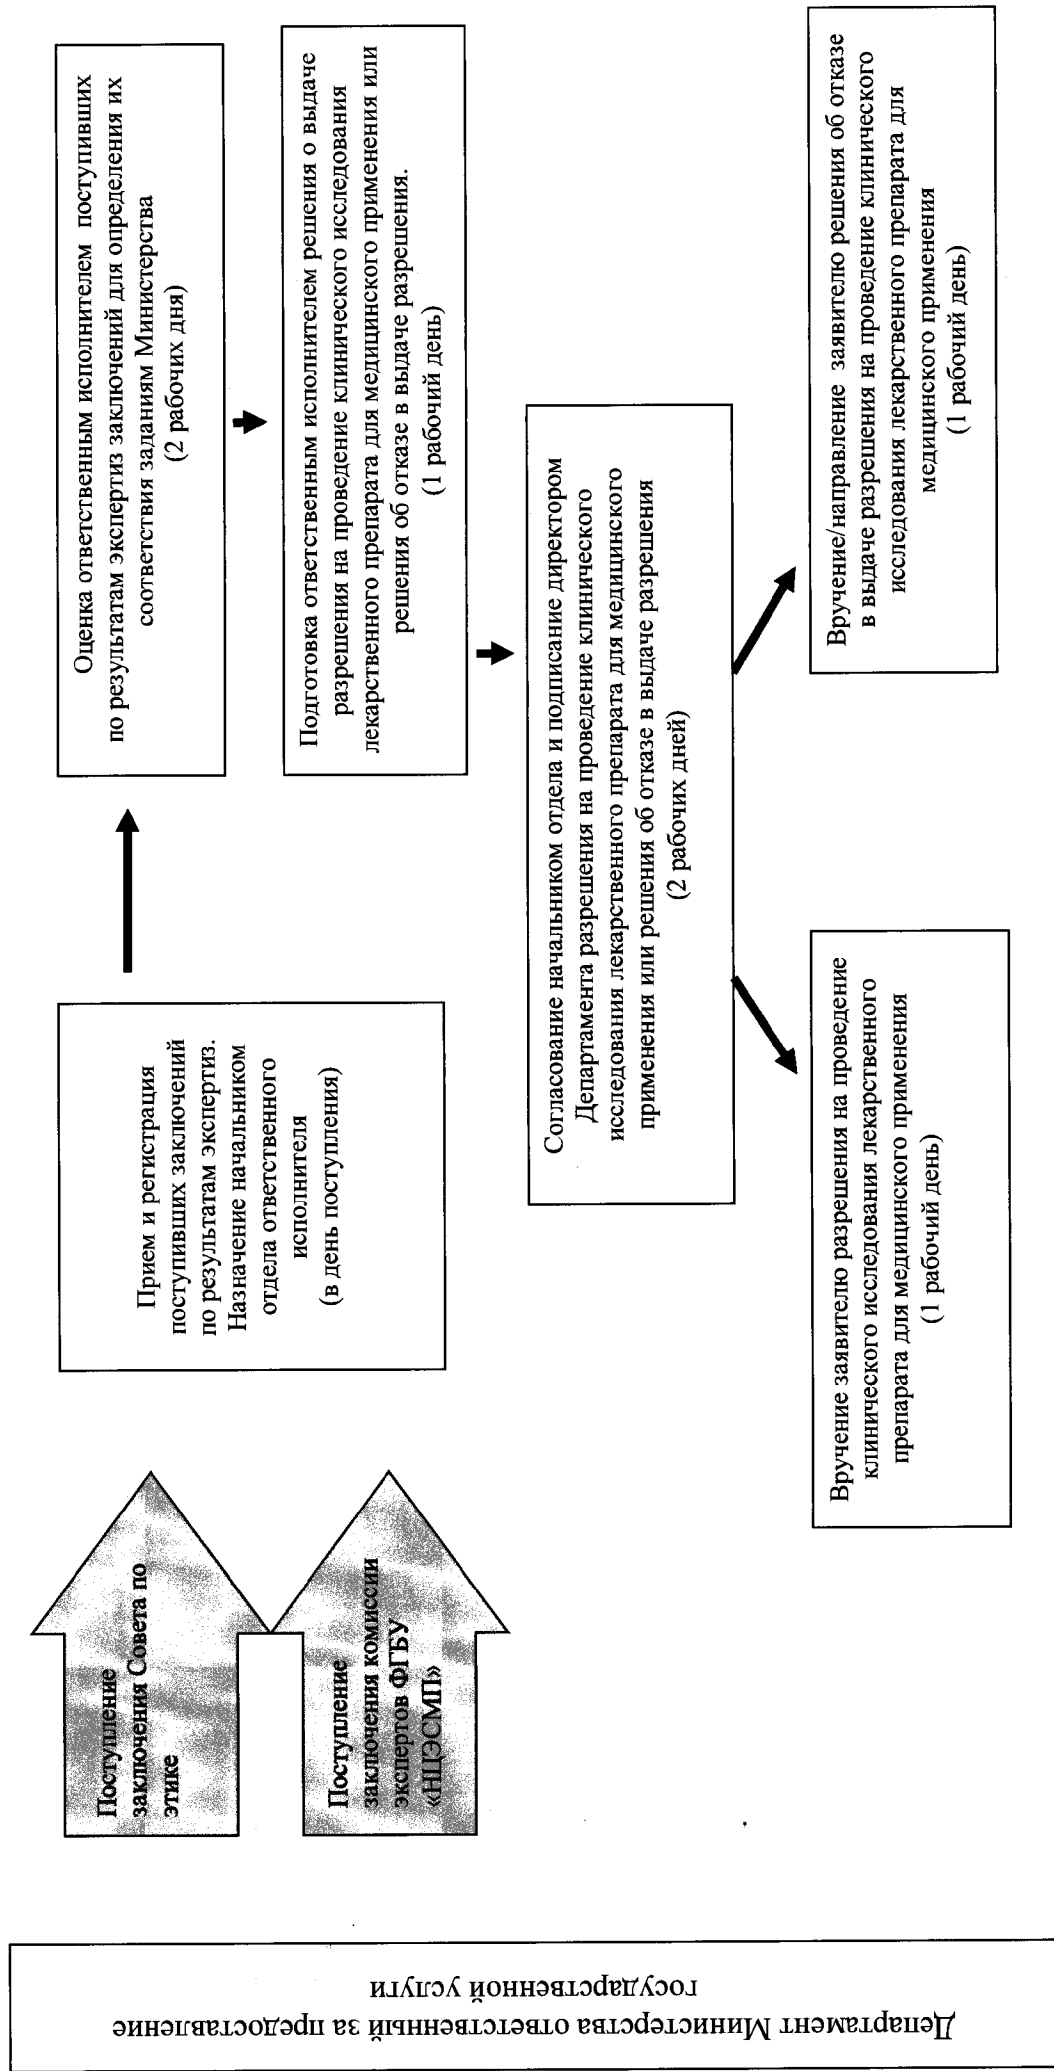 Департамент Министерства ответственный за предоставление
государственной услуги
Поступление
заключения Совета по
этике
Поступление
заключения комиссии
экспертов ФГБУ
«НЦЭСМП»
Прием и регистрация
поступивших заключений
по результатам экспертиз.
Назначение начальником
отдела ответственного
исполнителя
(в день поступления)
Оценка ответственным исполнителем поступивших
по результатам экспертиз заключений для определения их
соответствия заданиям Министерства
(2 рабочих дня)
Подготовка ответственным исполнителем решения о выдаче
разрешения на проведение клинического исследования
лекарственного препарата для медицинского применения или
решения об отказе в выдаче разрешения.
(1 рабочий день)
Согласование начальником отдела и подписание директором
Департамента разрешения на проведение клинического
исследования лекарственного препарата для медицинского
применения или решения об отказе в выдаче разрешения
(2 рабочих дней)
Вручение заявителю разрешения на проведение
клинического исследования лекарственного
препарата для медицинского применения
(1 рабочий день)
Вручение/направление заявителю решения об отказе
в выдаче разрешения на проведение клинического
исследования лекарственного препарата для
медицинского применения
(1 рабочий день)